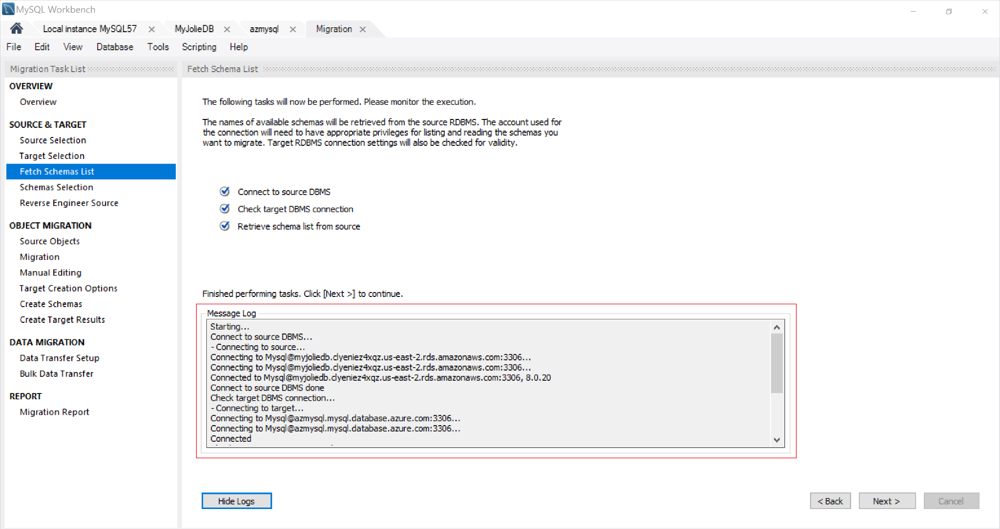 MySQL Workbench
Local instance MySQL57
MyJolieDB
azmysql
Migration
File Edit View Database Tools Scripting Help
Migration Task List
OVERVIEW
Overview
SOURCE & TARGET
Source Selection
Target Selection
Fetch Schemas List
Schemas Selection
Reverse Engineer Source
OBJECT MIGRATION
Source Objects
Migration
Manual Editing
Target Creation Options
Create Schemas
Create Target Results
DATA MIGRATION
Data Transfer Setup
Bulk Data Transfer
REPORT
Migration Report
Fetch Schema List
The following tasks will now be performed. Please monitor the execution.
The names of available schemas will be retrieved from the source RDBMS. The account used for
the connection will need to have appropriate privileges for listing and reading the schemas you
want to migrate. Target RDBMS connection settings will also be checked for validity.
Connect to source DBMS
Check target DBMS connection
Retrieve schema list from source
Finished performing tasks. Click [Next >] to continue.
Message Log
Starting...
Connect to source DBMS...
- Connecting to source...
Connecting to Mysql@myjoliedb.clyeniez4xqz.us-east-2.rds.amazonaws.com:3306...
Connecting to Mysql@myjoliedb.clyeniez4xqz.us-east-2.rds.amazonaws.com:3306...
Connected to Mysql@myjoliedb.clyeniez4xqz.us-east-2.rds.amazonaws.com:3306, 8.0.20
Connect to source DBMS done
Check target DBMS connection...
- Connecting to target...
Connecting to Mysql@azmysql.mysql.database.azure.com:3306...
Connecting to Mysql@azmysql.mysql.database.azure.com:3306...
Connected
Hide Logs
< Back
Next >
Cancel